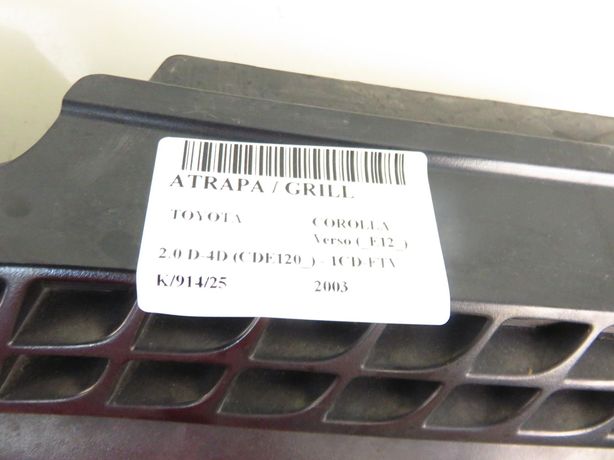 ATRAPA / GRILL
TOYOTA COROLLA
Verso (_E12_)
2.0 D-4D (CDE120_) - 1CD-FTV
K/914/25 2003